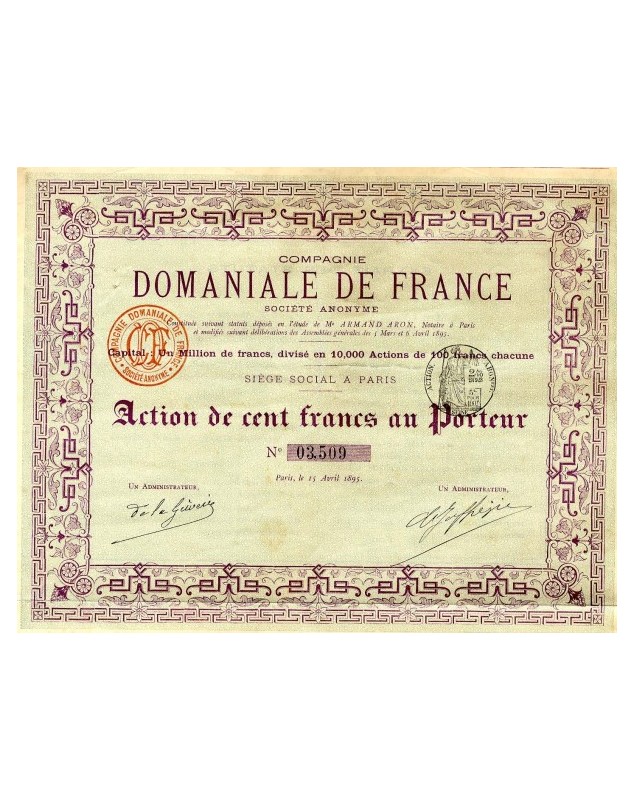 COMPAGNIE
DOMANIALE DE FRANCE
SOCIÉTÉ ANONYME
Constituée suivant statuts déposés en l'étude de Me ARMAND ARON, Notaire à Paris
et modifiés suivant délibérations des Assemblées générales des 5 Mars et 6 Avril 1895.
COMPAGNIE DOMANIALE DE FRANCE
SOCIÉTÉ ANONYME
Capital : Un Million de francs, divisé en 10,000 Actions de 100 francs chacune
SIÈGE SOCIAL A PARIS
ACTION
Action de cent francs au Porteur
No 03.509
Paris, le 15 Avril 1895.
UN ADMINISTRATEUR,
UN ADMINISTRATEUR,